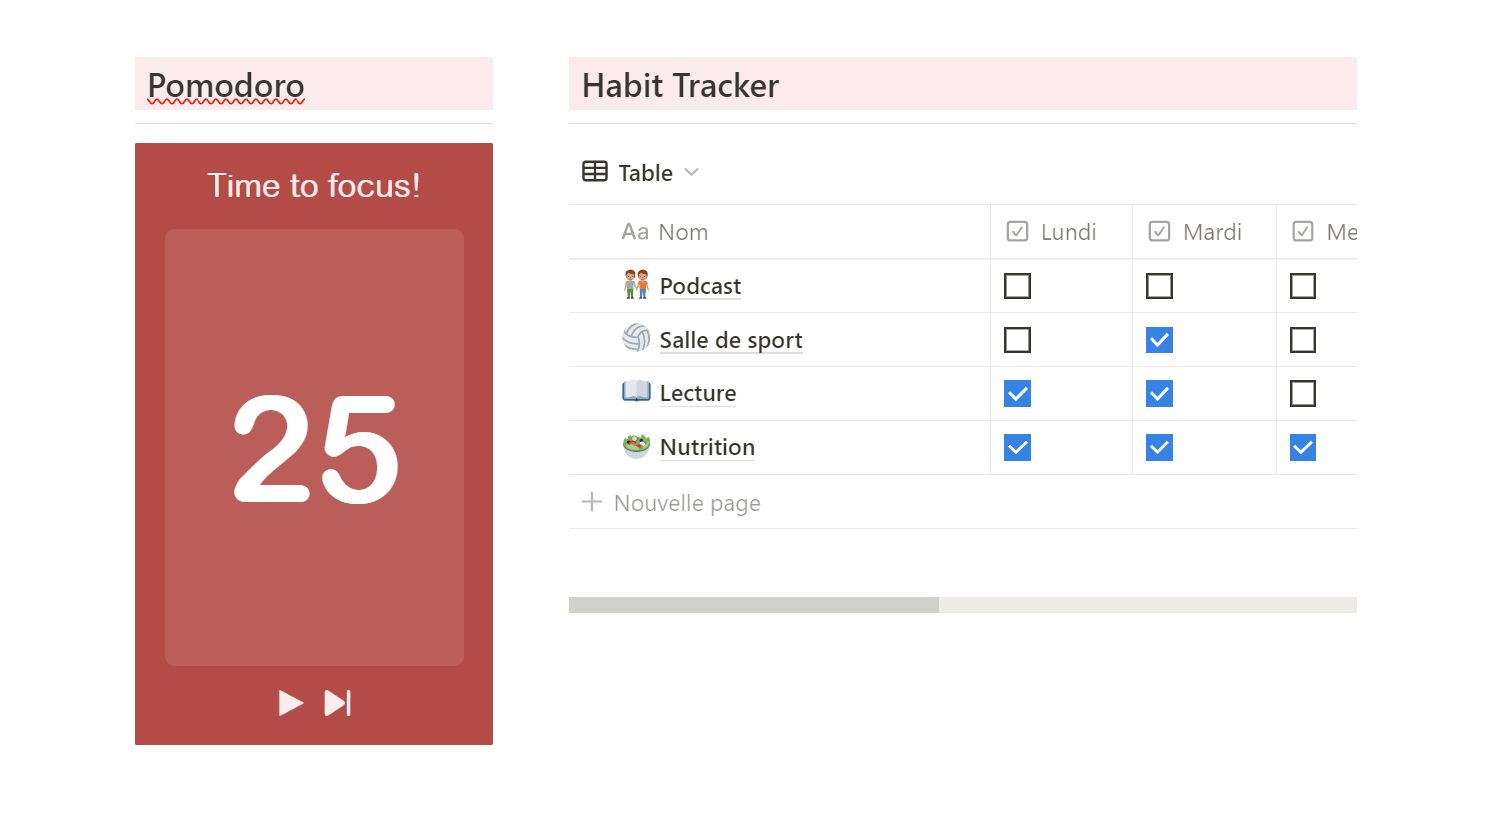 Pomodoro
Time to focus!
25
Habit Tracker
Table
Aa Nom Lundi Mardi Me
Podcast
Salle de sport
Lecture
Nutrition
+ Nouvelle page